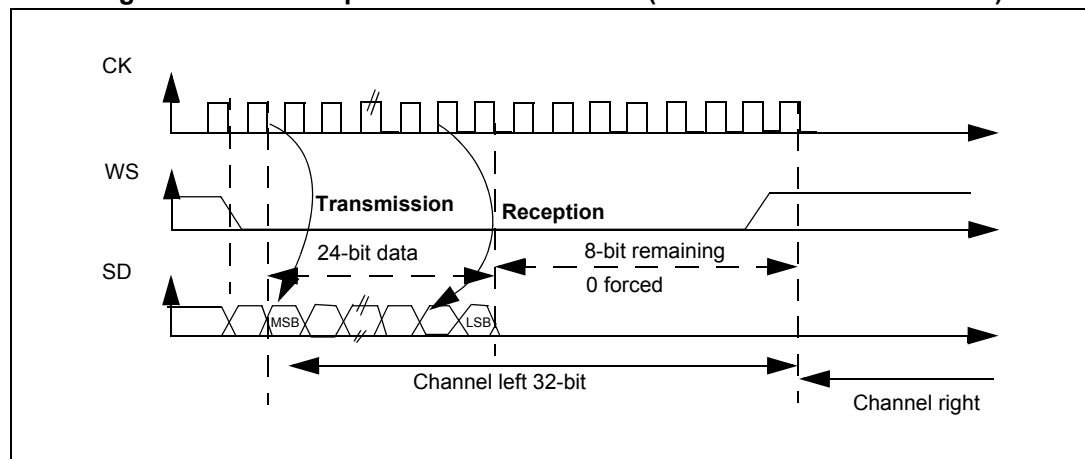 CK
WS
Transmission
Reception
24-bit data
8-bit remaining
0 forced
SD
MSB
LSB
Channel left 32-bit
Channel right